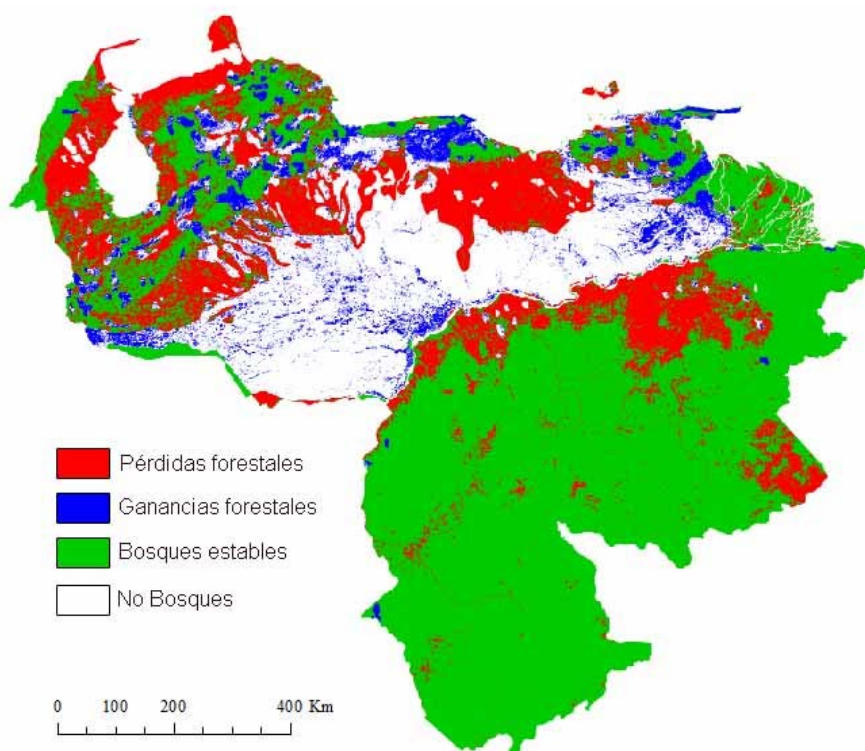 Pérdidas forestales
Ganancias forestales
Bosques estables
No Bosques
0 100 200 400 Km